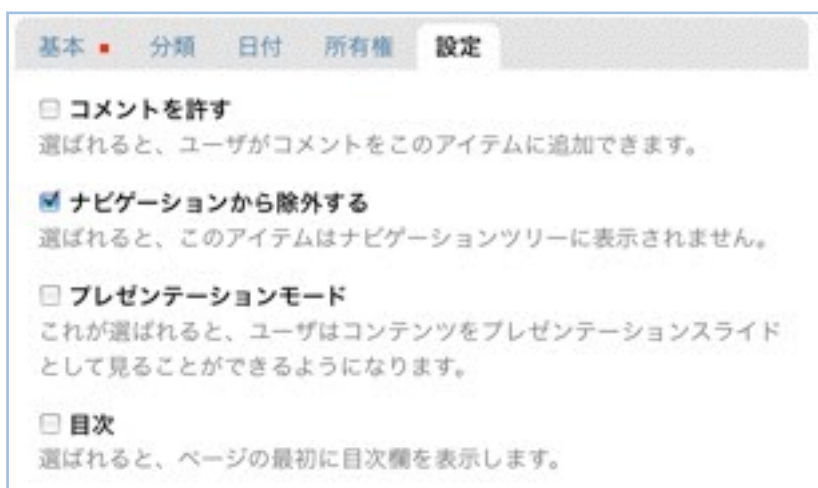 基本 分類 日付 所有権 設定
コメントを許す
選ばれると、ユーザがコメントをこのアイテムに追加できます。
ナビゲーションから除外する
選ばれると、このアイテムはナビゲーションツリーに表示されません。
プレゼンテーションモード
これが選ばれると、ユーザはコンテンツをプレゼンテーションスライド
として見ることができるようになります。
目次
選ばれると、ページの最初に目次欄を表示します。